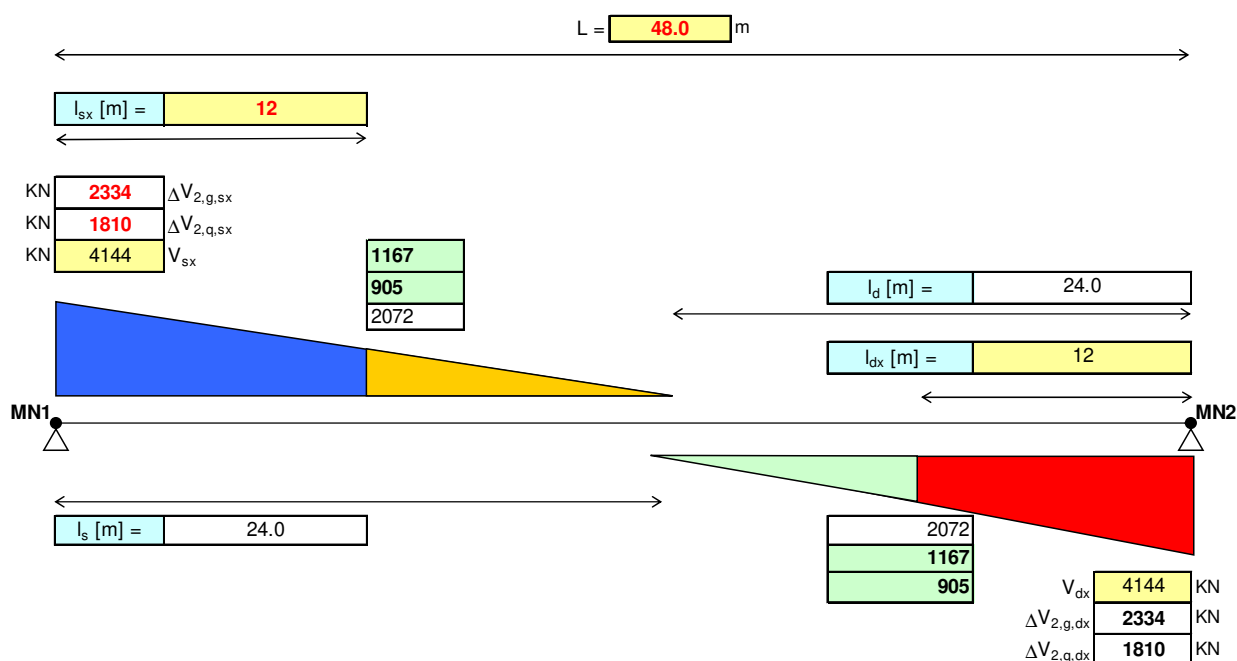 L = 48.0 m
l_sx [m] = 12
KN 2334 ΔV_2,g,sx
KN 1810 ΔV_2,q,sx
KN 4144 V_sx
1167
905
2072
l_d [m] = 24.0
l_dx [m] = 12
MN1
MN2
l_s [m] = 24.0
2072
1167
905
V_dx 4144 KN
ΔV_2,g,dx 2334 KN
ΔV_2,q,dx 1810 KN